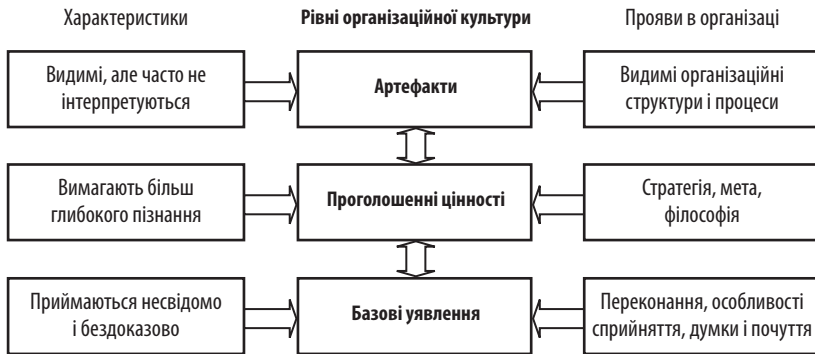 Характеристики
Рівні організаційної культури
Прояви в організаці
Видимі, але часто не
інтерпретуються
Артефакти
Видимі організаційні
структури і процеси
Вимагають більш
глибокого пізнання
Проголошенні цінності
Стратегія, мета,
філософія
Приймаються несвідомо
і бездоказово
Базові уявлення
Переконання, особливості
сприйняття, думки і почуття